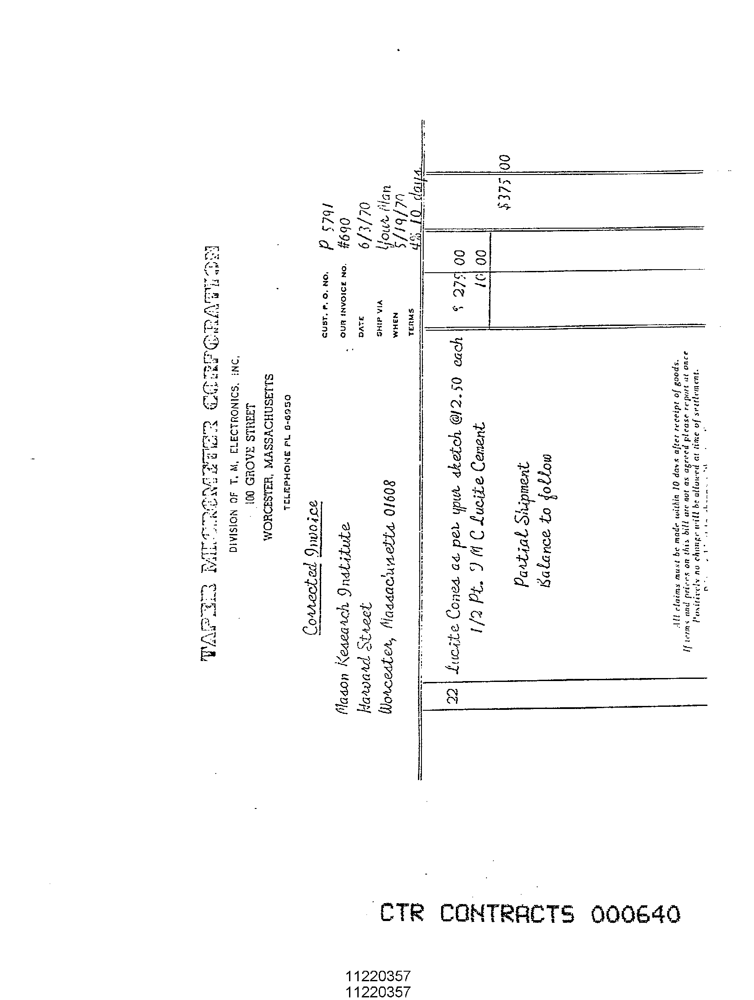 TAPER MICROMETER CORPORATION
DIVISION OF T. M. ELECTRONICS, INC.
100 GROVE STREET
WORCESTER, MASSACHUSETTS
TELEPHONE PL 6-6950
Corrected Invoice
Mason Research Institute
Harvard Street
Worcester, Massachusetts 01608
CUST. P. O. NO. P 5791
OUR INVOICE NO. #690
DATE 6/3/70
SHIP VIA Your Man
WHEN 5/19/70
TERMS 4% 10 days
22 Lucite Cones as per your sketch @12.50 each $ 275 00
1/2 Pt. I M C Lucite Cement 10 00
$375 00
Partial Shipment
Balance to follow
All claims must be made within 10 days after receipt of goods.
If terms and prices on this bill are not as agreed please report at once
Positively no change will be allowed at time of settlement.
CTR CONTRACTS 000640
11220357
11220357